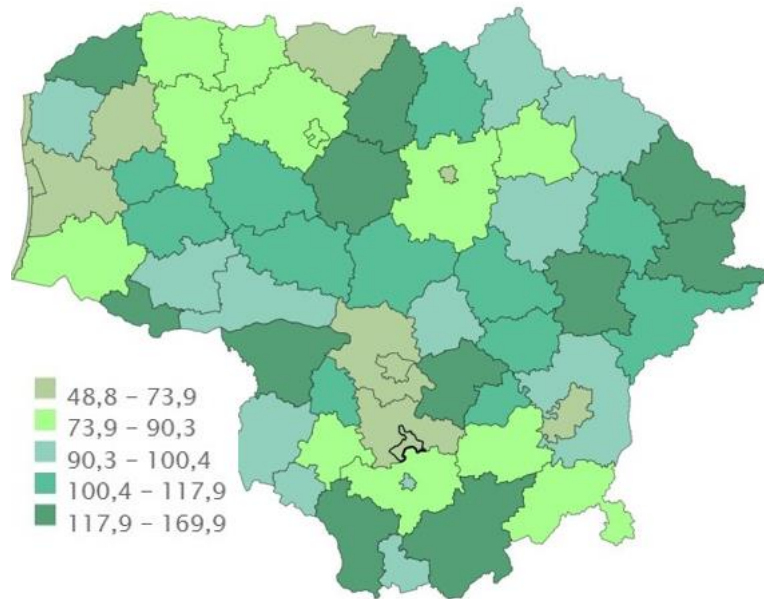 48,8 – 73,9
73,9 – 90,3
90,3 – 100,4
100,4 – 117,9
117,9 – 169,9